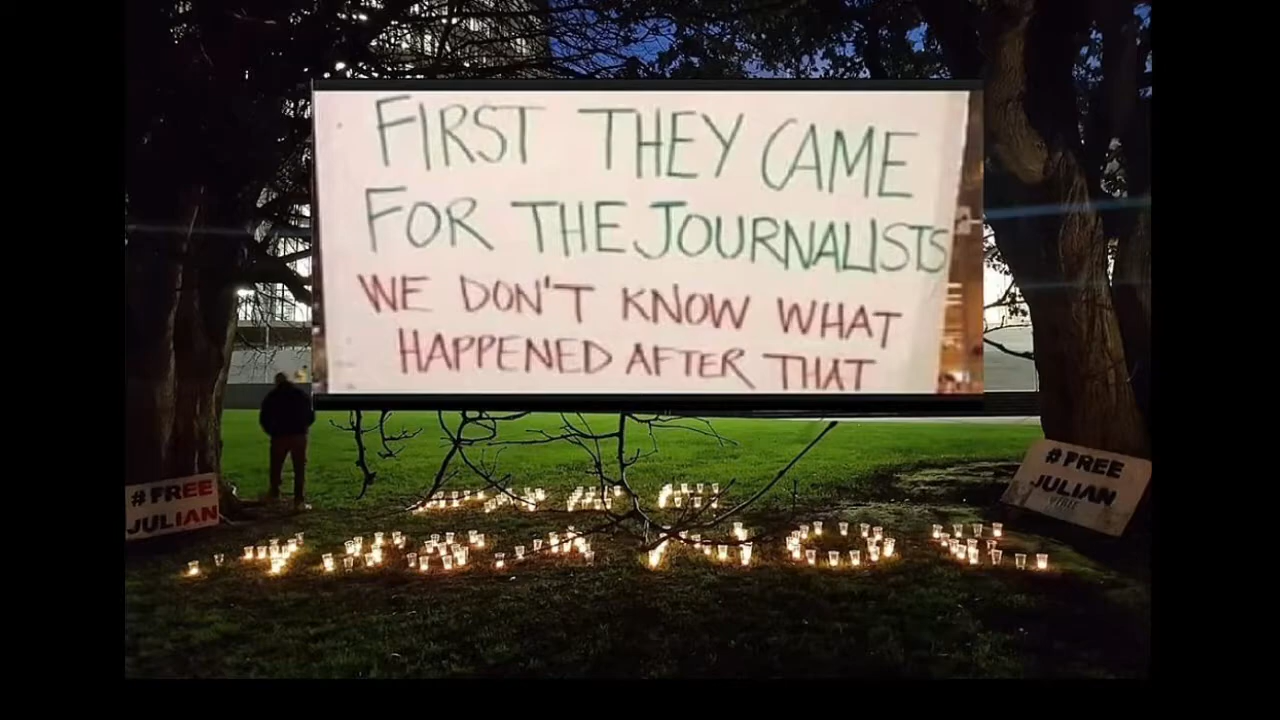 FIRST THEY CAME
FOR THE JOURNALISTS
WE DON'T KNOW WHAT
HAPPENED AFTER THAT
#FREE
JULIAN
#FREE
JULIAN